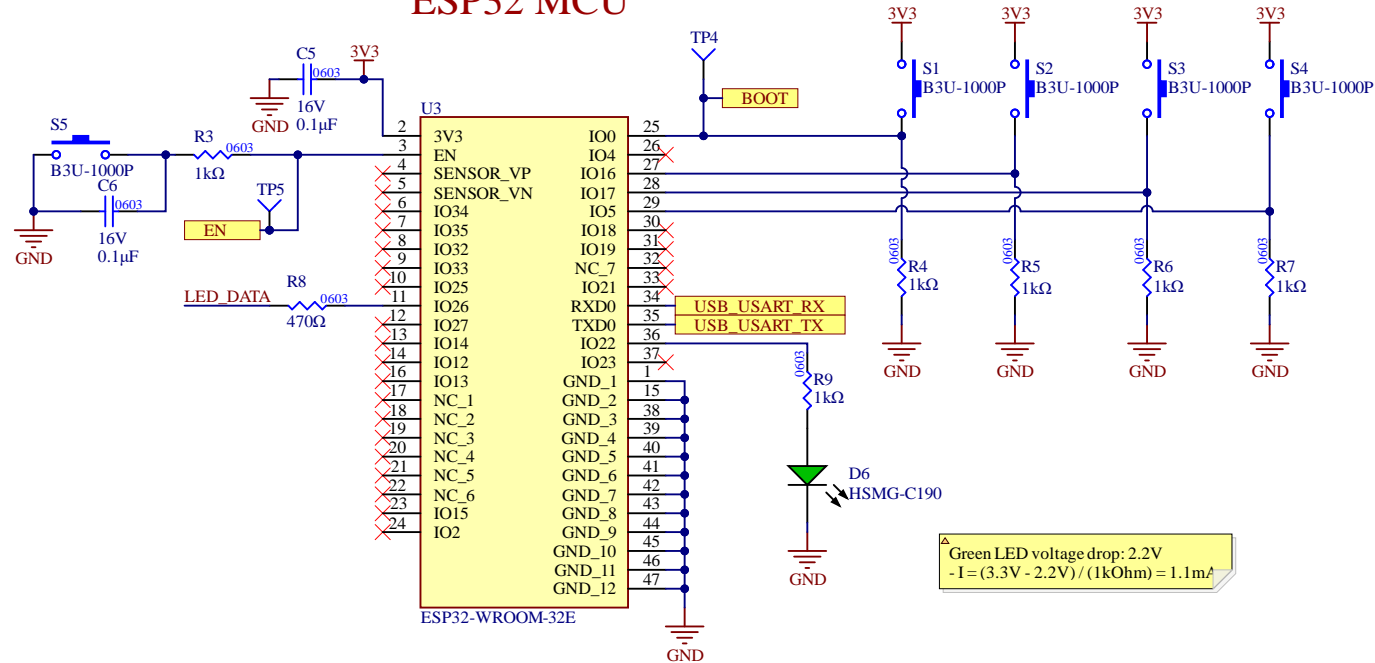 ESP32 MCU
3V3
3V3
3V3
3V3
TP4
BOOT
S1
B3U-1000P
S2
B3U-1000P
S3
B3U-1000P
S4
B3U-1000P
C5
0603
3V3
16V
0.1µF
GND
S5
B3U-1000P
R3
0603
1kΩ
C6
0603
16V
0.1µF
GND
TP5
EN
LED_DATA
R8
0603
470Ω
U3
2 3V3
3 EN
4 SENSOR_VP
5 SENSOR_VN
6 IO34
7 IO35
8 IO32
9 IO33
10 IO25
11 IO26
12 IO27
13 IO14
14 IO12
16 IO13
17 NC_1
18 NC_2
19 NC_3
20 NC_4
21 NC_5
22 NC_6
23 IO15
24 IO2
IO0 25
IO4 26
IO16 27
IO17 28
IO5 29
IO18 30
IO19 31
NC_7 32
IO21 33
RXD0 34
TXD0 35
IO22 36
IO23 37
GND_1 1
GND_2 15
GND_3 38
GND_4 39
GND_5 40
GND_6 41
GND_7 42
GND_8 43
GND_9 44
GND_10 45
GND_11 46
GND_12 47
ESP32-WROOM-32E
GND
USB_USART_RX
USB_USART_TX
0603
R9
1kΩ
D6
HSMG-C190
GND
0603
R4
1kΩ
GND
0603
R5
1kΩ
GND
0603
R6
1kΩ
GND
0603
R7
1kΩ
GND
Green LED voltage drop: 2.2V
- I = (3.3V - 2.2V) / (1kOhm) = 1.1mA